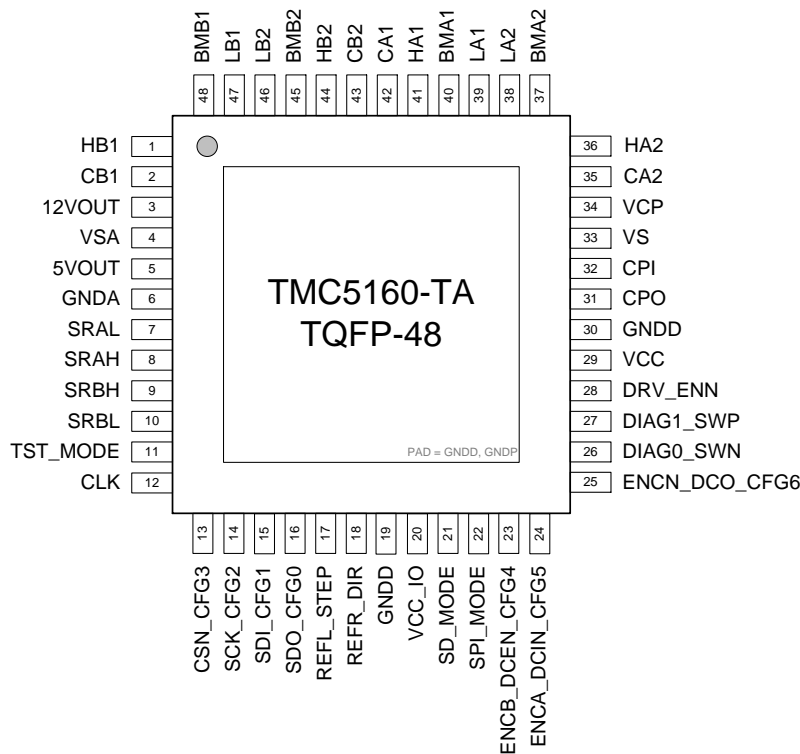 BMB1 LB1 LB2 BMB2 HB2 CB2 CA1 HA1 BMA1 LA1 LA2 BMA2
48 47 46 45 44 43 42 41 40 39 38 37
HB1 1 36 HA2
CB1 2 35 CA2
12VOUT 3 34 VCP
VSA 4 33 VS
5VOUT 5 32 CPI
GNDA 6 31 CPO
SRAL 7 30 GNDD
SRAH 8 29 VCC
SRBH 9 28 DRV_ENN
SRBL 10 27 DIAG1_SWP
TST_MODE 11 26 DIAG0_SWN
CLK 12 25 ENCN_DCO_CFG6
TMC5160-TA
TQFP-48
PAD = GNDD, GNDP
13 14 15 16 17 18 19 20 21 22 23 24
CSN_CFG3 SCK_CFG2 SDI_CFG1 SDO_CFG0 REFL_STEP REFR_DIR GNDD VCC_IO SD_MODE SPI_MODE ENCB_DCEN_CFG4 ENCA_DCIN_CFG5